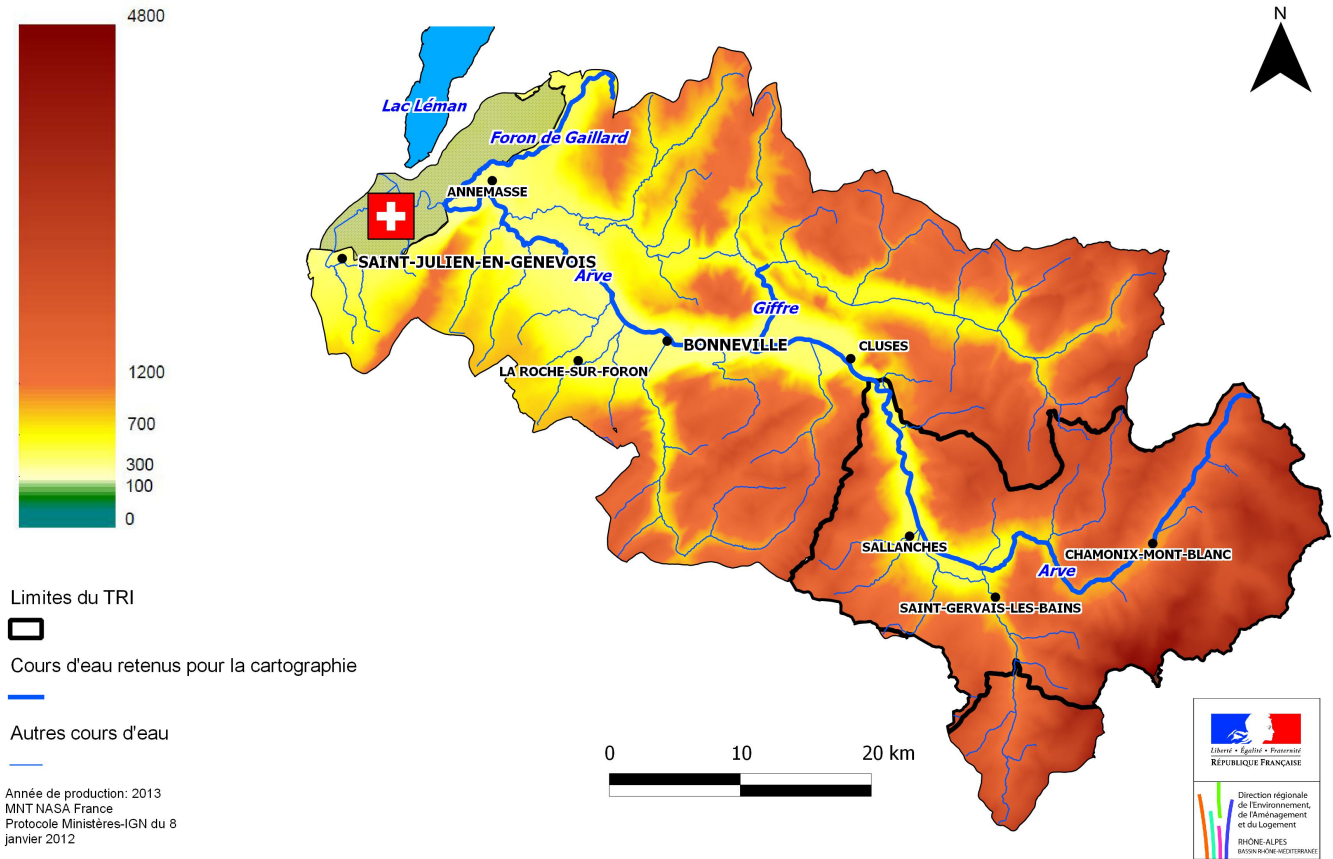 4800
1200
700
300
100
0
N
Lac Léman
Foron de Gaillard
ANNEMASSE
SAINT-JULIEN-EN-GENEVOIS
Arve
Giffre
BONNEVILLE
CLUSES
LA ROCHE-SUR-FORON
SALLANCHES
CHAMONIX-MONT-BLANC
Arve
SAINT-GERVAIS-LES-BAINS
Limites du TRI
Cours d'eau retenus pour la cartographie
Autres cours d'eau
Année de production: 2013
MNT NASA France
Protocole Ministères-IGN du 8
janvier 2012
0 10 20 km
Liberté • Égalité • Fraternité
RÉPUBLIQUE FRANÇAISE
Direction régionale
de l'Environnement,
de l'Aménagement
et du Logement
RHÔNE-ALPES
BASSIN RHÔNE-MÉDITERRANÉE